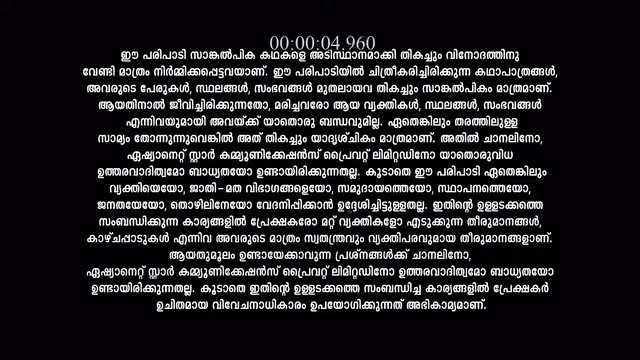 00:00:04.960
ഈ പരിപാടി സാങ്കൽപിക കഥകളെ അടിസ്ഥാനമാക്കി തികച്ചും വിനോദത്തിനു
വേണ്ടി മാത്രം നിർമ്മിക്കപ്പെട്ടവയാണ്. ഈ പരിപാടിയിൽ ചിത്രീകരിച്ചിരിക്കുന്ന കഥാപാത്രങ്ങൾ,
അവരുടെ പേരുകൾ, സ്ഥലങ്ങൾ, സംഭവങ്ങൾ മുതലായവ തികച്ചും സാങ്കൽപികം മാത്രമാണ്.
ആയതിനാൽ ജീവിച്ചിരിക്കുന്നതോ, മരിച്ചവരോ ആയ വ്യക്തികൾ, സ്ഥലങ്ങൾ, സംഭവങ്ങൾ
എന്നിവയുമായി അവയ്ക്ക് യാതൊരു ബന്ധവുമില്ല. ഏതെങ്കിലും തരത്തിലുള്ള
സാമ്യം തോന്നുന്നുവെങ്കിൽ അത് തികച്ചും യാദൃശ്ചികം മാത്രമാണ്. അതിൽ ചാനലിനോ,
ഏഷ്യാനെറ്റ് സ്റ്റാർ കമ്മ്യൂണിക്കേഷൻസ് പ്രൈവറ്റ് ലിമിറ്റഡിനോ യാതൊരുവിധ
ഉത്തരവാദിത്വമോ ബാധ്യതയോ ഉണ്ടായിരിക്കുന്നതല്ല. കൂടാതെ ഈ പരിപാടി ഏതെങ്കിലും
വ്യക്തിയെയോ, ജാതി-മത വിഭാഗങ്ങളെയോ, സമുദായത്തെയോ, സ്ഥാപനത്തെയോ,
ജനതയേയോ, തൊഴിലിനേയോ വേദനിപ്പിക്കാൻ ഉദ്ദേശിച്ചിട്ടുള്ളതല്ല. ഇതിന്റെ ഉള്ളടക്കത്തെ
സംബന്ധിക്കുന്ന കാര്യങ്ങളിൽ പ്രേക്ഷകരോ മറ്റ് വ്യക്തികളോ എടുക്കുന്ന തീരുമാനങ്ങൾ,
കാഴ്ചപ്പാടുകൾ എന്നിവ അവരുടെ മാത്രം സ്വതന്ത്രവും വ്യക്തിപരവുമായ തീരുമാനങ്ങളാണ്.
ആയതുമൂലം ഉണ്ടായേക്കാവുന്ന പ്രശ്നങ്ങൾക്ക് ചാനലിനോ,
ഏഷ്യാനെറ്റ് സ്റ്റാർ കമ്മ്യൂണിക്കേഷൻസ് പ്രൈവറ്റ് ലിമിറ്റഡിനോ ഉത്തരവാദിത്വമോ ബാധ്യതയോ
ഉണ്ടായിരിക്കുന്നതല്ല. കൂടാതെ ഇതിന്റെ ഉള്ളടക്കത്തെ സംബന്ധിച്ച കാര്യങ്ങളിൽ പ്രേക്ഷകർ
ഉചിതമായ വിവേചനാധികാരം ഉപയോഗിക്കുന്നത് അഭികാമ്യമാണ്.